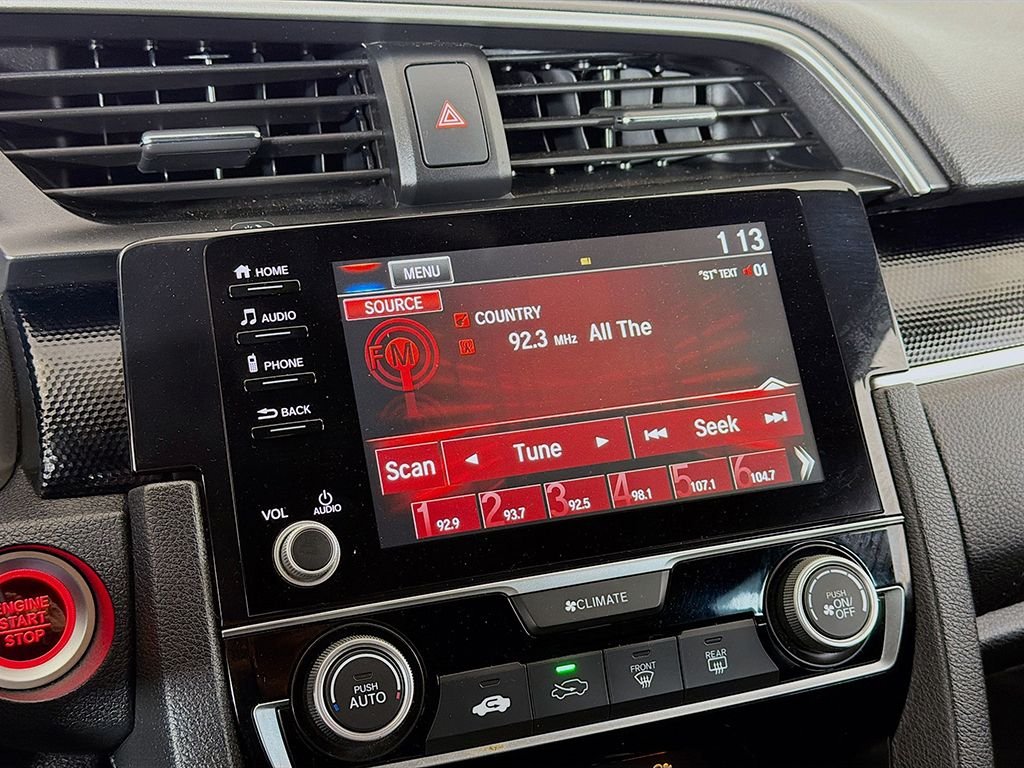 1 13
HOME
MENU
"ST" TEXT 01
SOURCE
AUDIO
COUNTRY
FM
92.3 MHz All The
PHONE
BACK
Scan
Tune
Seek
1 92.9
2 93.7
3 92.5
4 98.1
5 107.1
6 104.7
VOL
AUDIO
CLIMATE
ENGINE
START
STOP
PUSH
AUTO
FRONT
REAR
PUSH
ON/
OFF